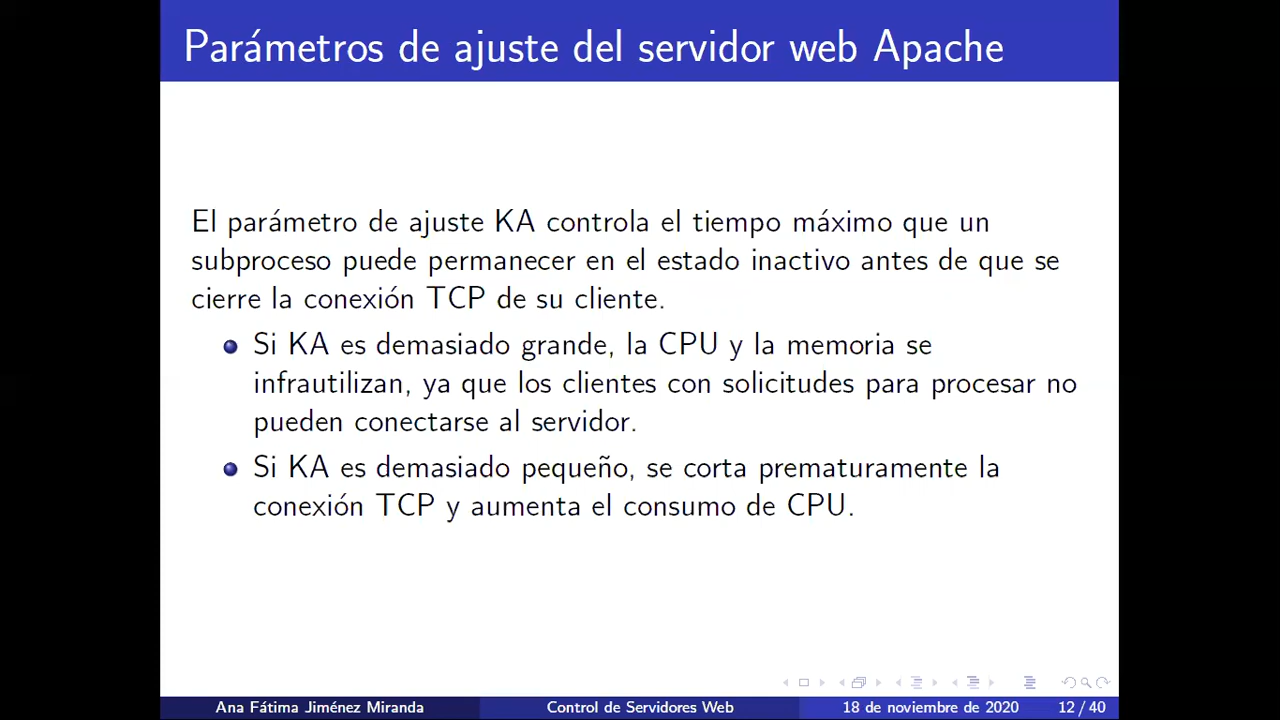 Parámetros de ajuste del servidor web Apache
El parámetro de ajuste KA controla el tiempo máximo que un
subproceso puede permanecer en el estado inactivo antes de que se
cierre la conexión TCP de su cliente.
Si KA es demasiado grande, la CPU y la memoria se
infrautilizan, ya que los clientes con solicitudes para procesar no
pueden conectarse al servidor.
Si KA es demasiado pequeño, se corta prematuramente la
conexión TCP y aumenta el consumo de CPU.
Ana Fátima Jiménez Miranda Control de Servidores Web 18 de noviembre de 2020 12 / 40